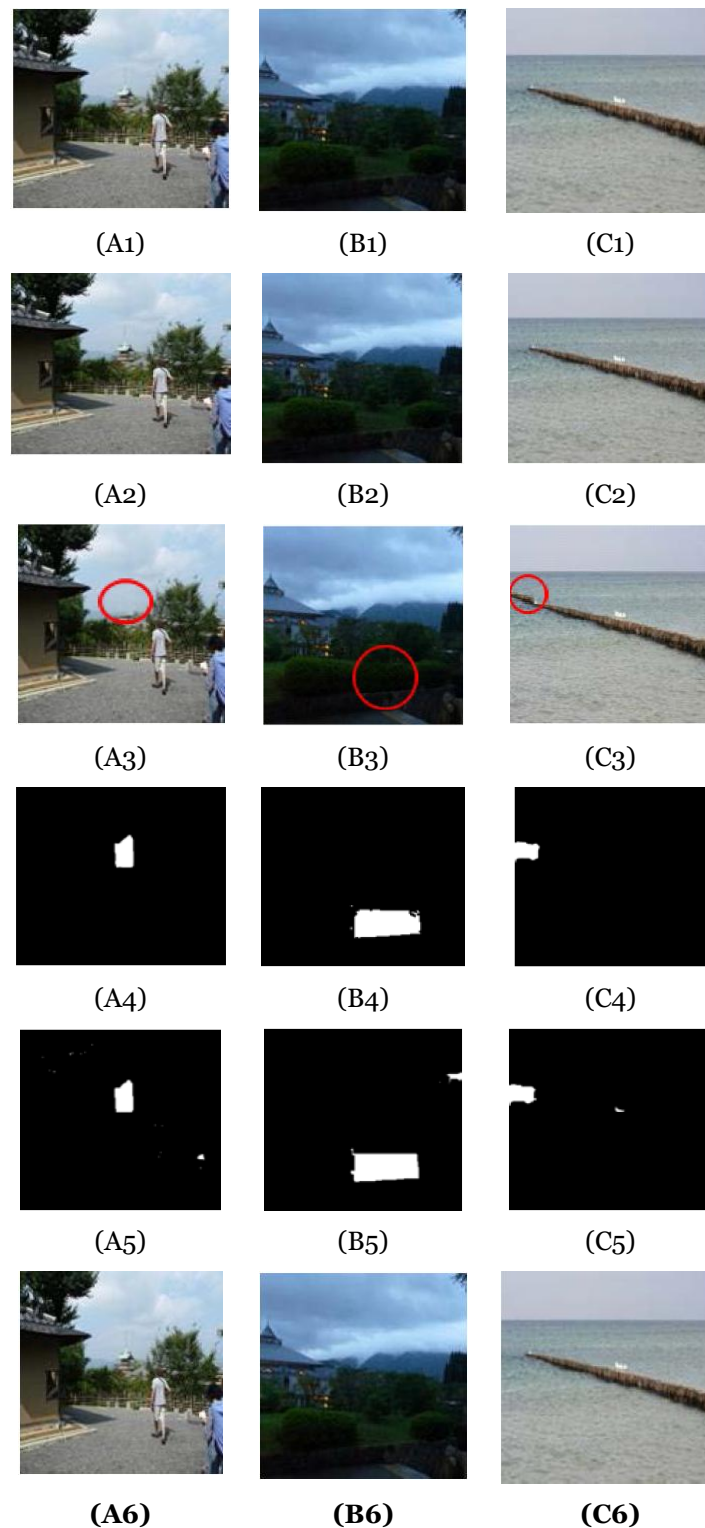 (A1) (B1) (C1)
(A2) (B2) (C2)
(A3) (B3) (C3)
(A4) (B4) (C4)
(A5) (B5) (C5)
(A6) (B6) (C6)